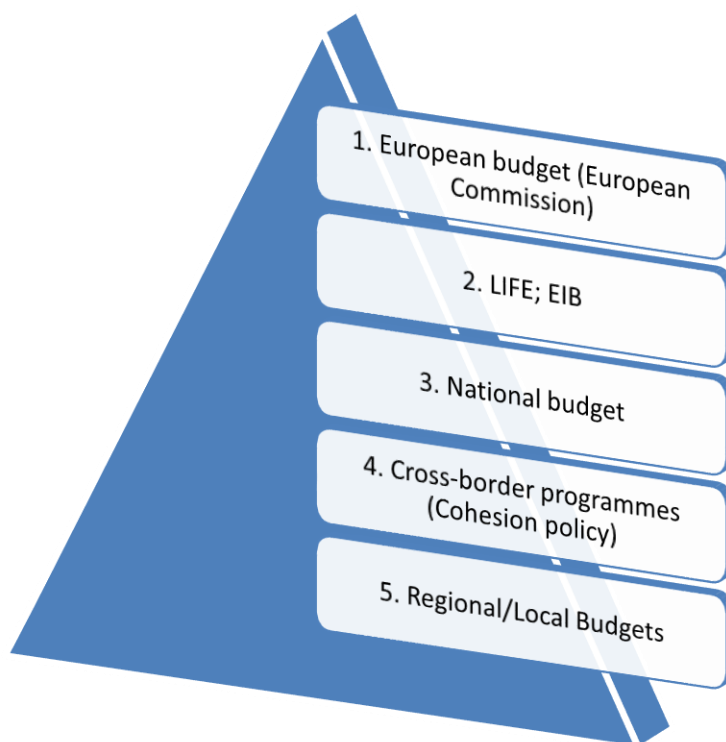 1. European budget (European
Commission)
2. LIFE; EIB
3. National budget
4. Cross-border programmes
(Cohesion policy)
5. Regional/Local Budgets